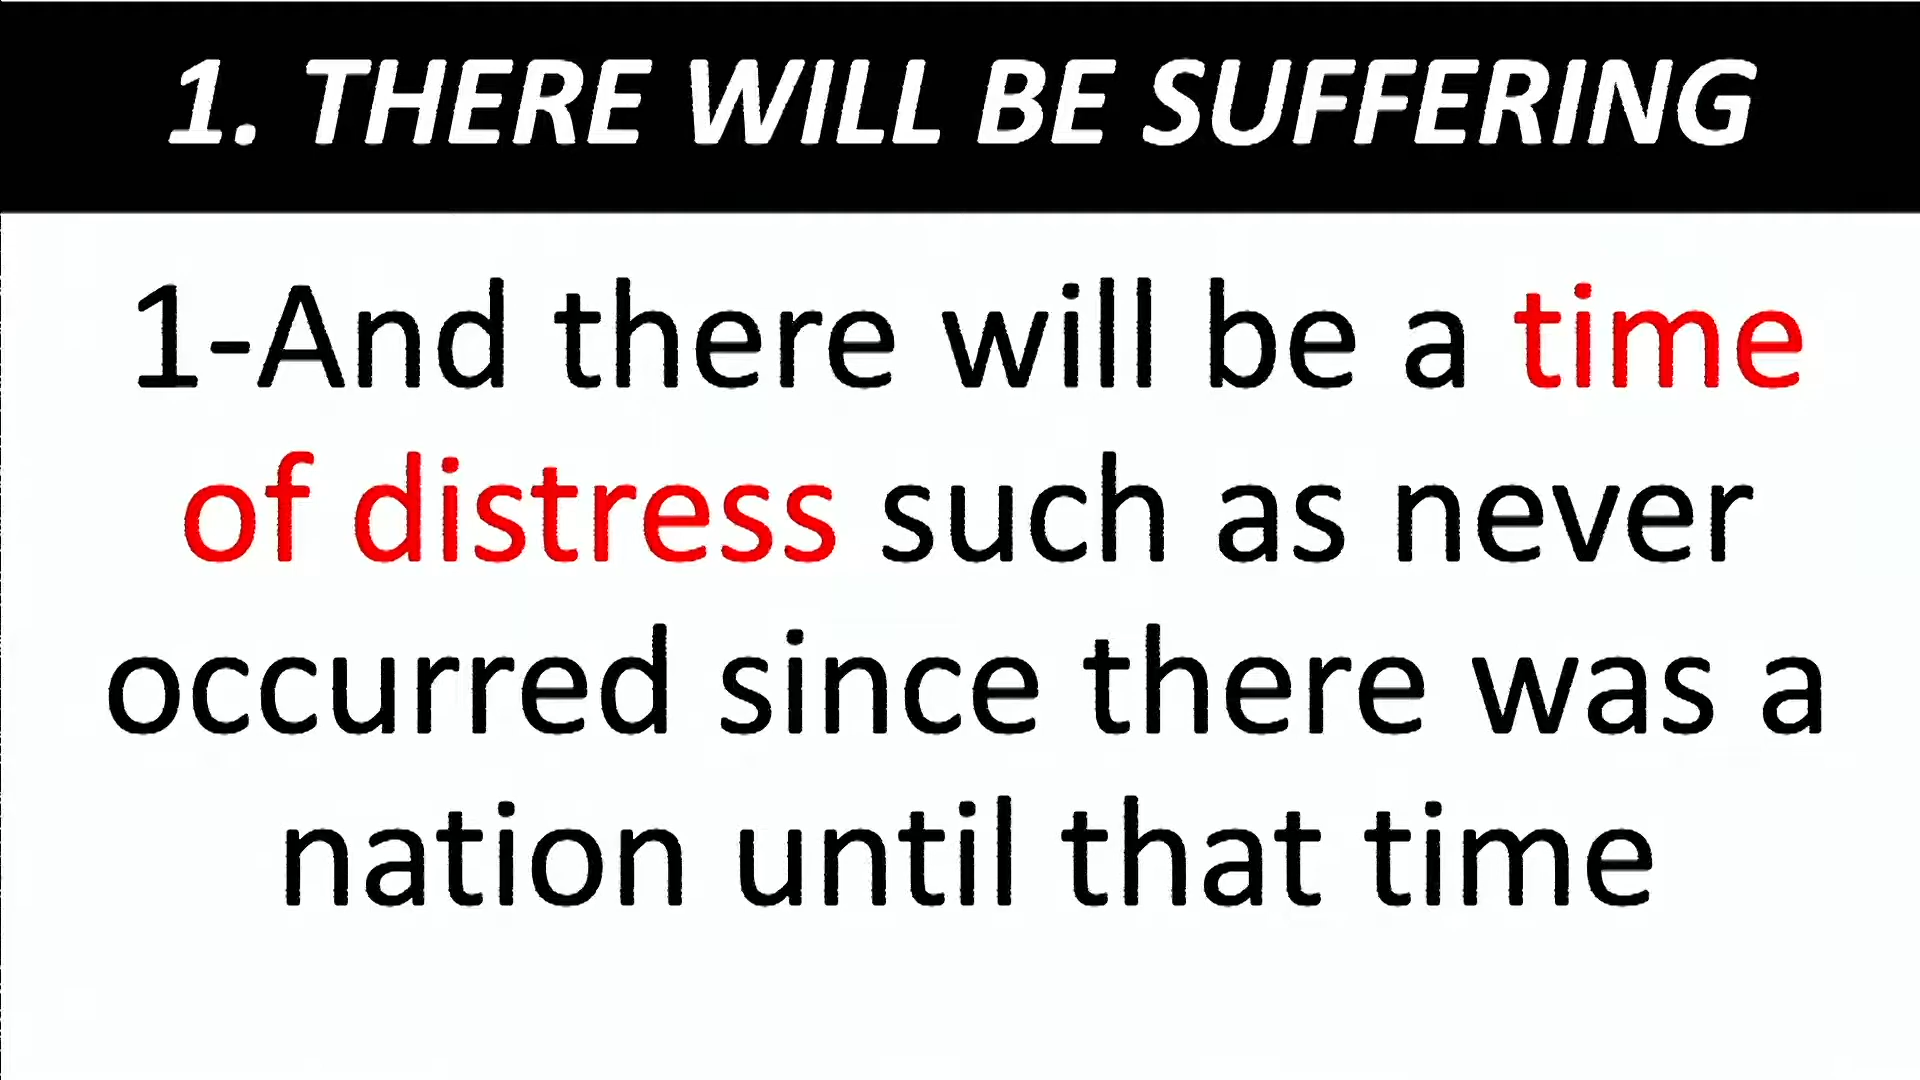 1. THERE WILL BE SUFFERING
1-And there will be a time
of distress such as never
occurred since there was a
nation until that time